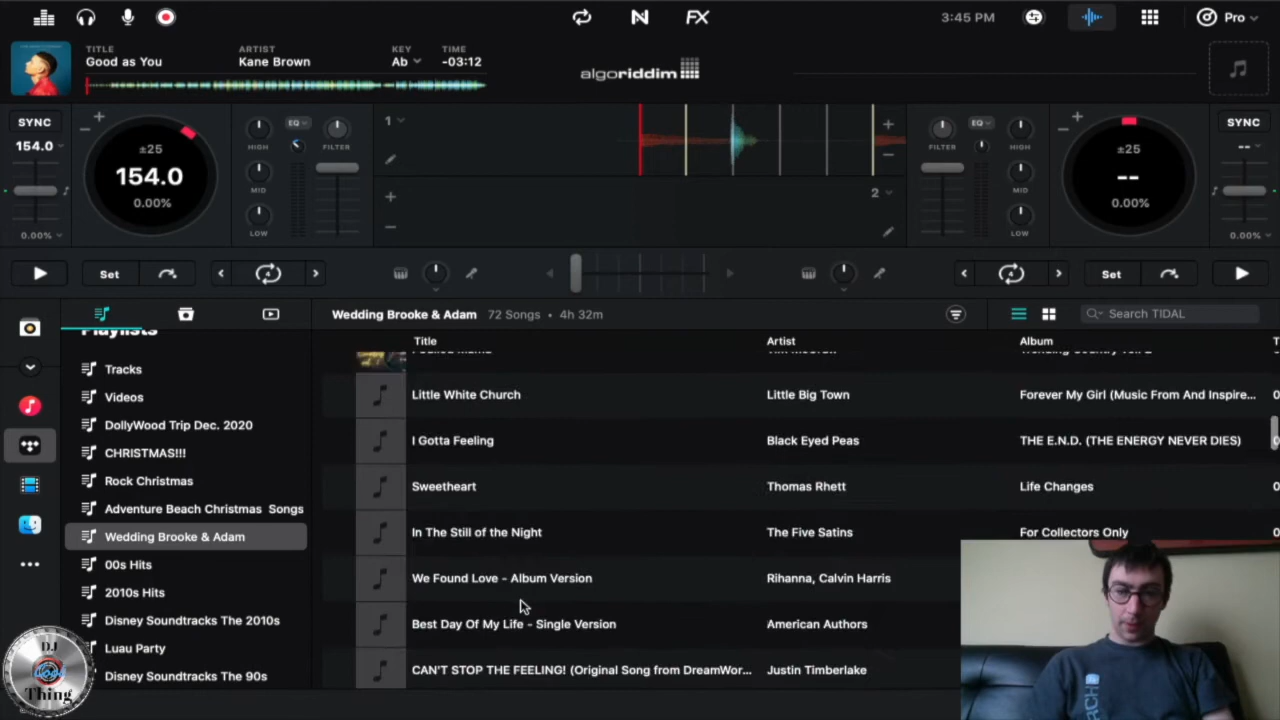 3:45 PM
Pro
TITLE ARTIST KEY TIME
Good as You Kane Brown Ab -03:12
algoriddim
SYNC
154.0
±25
154.0
0.00%
0.00%
HIGH
MID
LOW
EQ
FILTER
1
2
FILTER
EQ
HIGH
MID
LOW
±25
--
0.00%
SYNC
--
0.00%
Set 4
4 Set
Playlists
Tracks
Videos
DollyWood Trip Dec. 2020
CHRISTMAS!!!
Rock Christmas
Adventure Beach Christmas Songs
Wedding Brooke & Adam
00s Hits
2010s Hits
Disney Soundtracks The 2010s
Luau Party
Disney Soundtracks The 90s
Wedding Brooke & Adam 72 Songs • 4h 32m
Search TIDAL
Title Artist Album T
Little White Church Little Big Town Forever My Girl (Music From And Inspire...
I Gotta Feeling Black Eyed Peas THE E.N.D. (THE ENERGY NEVER DIES)
Sweetheart Thomas Rhett Life Changes
In The Still of the Night The Five Satins For Collectors Only
We Found Love - Album Version Rihanna, Calvin Harris
Best Day Of My Life - Single Version American Authors
CAN'T STOP THE FEELING! (Original Song from DreamWor... Justin Timberlake
DJ
Thing